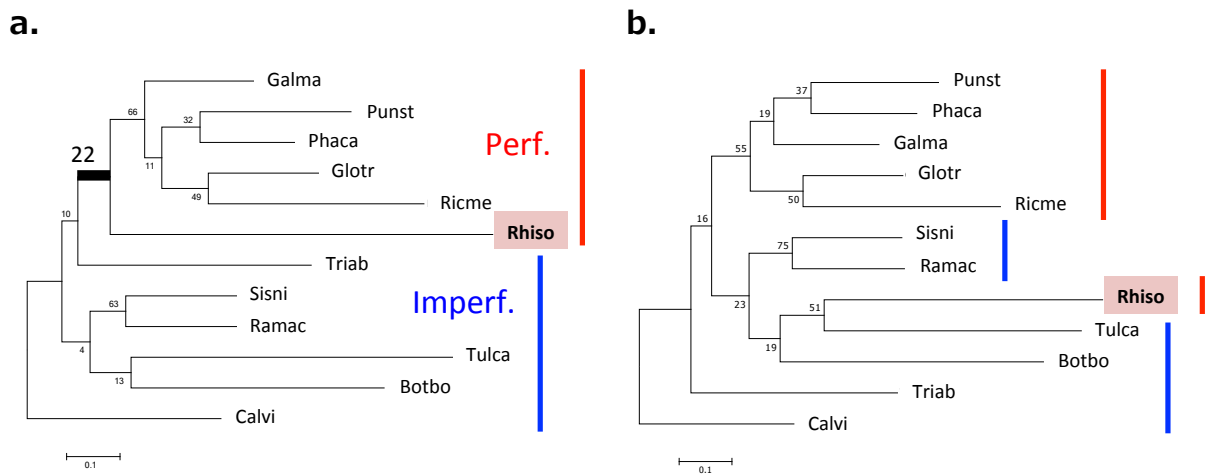 a.
Galma
66
Punst
32
Phaca
Perf.
22
11
Glotr
49
Ricme
10
Rhiso
Triab
Sisni
63
Imperf.
Ramac
4
Tulca
13
Botbo
Calvi
0.1
b.
Punst
37
19
Phaca
Galma
55
Glotr
50
Ricme
16
Sisni
75
Ramac
23
Rhiso
51
Tulca
19
Botbo
Triab
Calvi
0.1